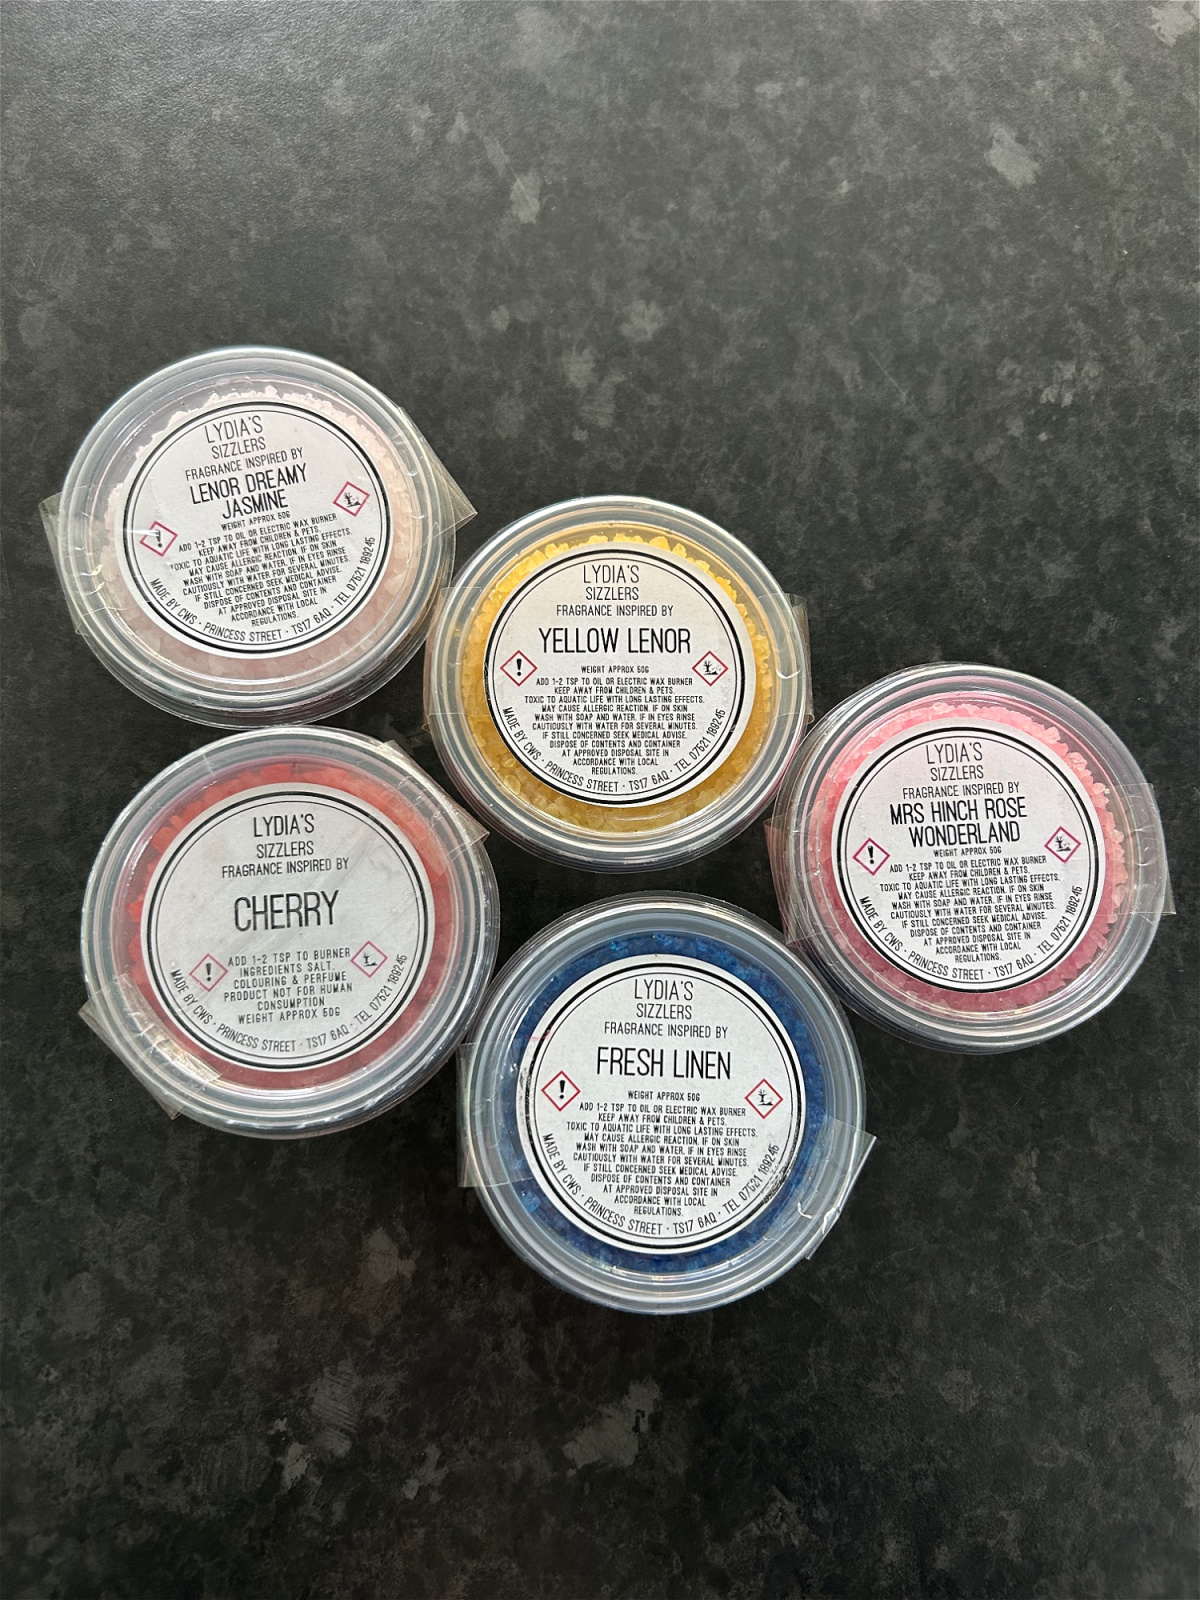 LYDIA'S
SIZZLERS
FRAGRANCE INSPIRED BY
LENOR DREAMY
JASMINE
WEIGHT APPROX 50G
ADD 1-2 TSP TO OIL OR ELECTRIC WAX BURNER
KEEP AWAY FROM CHILDREN & PETS.
TOXIC TO AQUATIC LIFE WITH LONG LASTING EFFECTS.
MAY CAUSE ALLERGIC REACTION. IF ON SKIN
WASH WITH SOAP AND WATER. IF IN EYES RINSE
CAUTIOUSLY WITH WATER FOR SEVERAL MINUTES.
IF STILL CONCERNED SEEK MEDICAL ADVISE.
DISPOSE OF CONTENTS AND CONTAINER
AT APPROVED DISPOSAL SITE IN
ACCORDANCE WITH LOCAL
REGULATIONS.
MADE BY CWS · PRINCESS STREET · TS17 6AQ · TEL 07521 189245
LYDIA'S
SIZZLERS
FRAGRANCE INSPIRED BY
YELLOW LENOR
WEIGHT APPROX 50G
ADD 1-2 TSP TO OIL OR ELECTRIC WAX BURNER
KEEP AWAY FROM CHILDREN & PETS.
TOXIC TO AQUATIC LIFE WITH LONG LASTING EFFECTS.
MAY CAUSE ALLERGIC REACTION. IF ON SKIN
WASH WITH SOAP AND WATER. IF IN EYES RINSE
CAUTIOUSLY WITH WATER FOR SEVERAL MINUTES.
IF STILL CONCERNED SEEK MEDICAL ADVISE.
DISPOSE OF CONTENTS AND CONTAINER
AT APPROVED DISPOSAL SITE IN
ACCORDANCE WITH LOCAL
REGULATIONS.
MADE BY CWS · PRINCESS STREET · TS17 6AQ · TEL 07521 189245
LYDIA'S
SIZZLERS
FRAGRANCE INSPIRED BY
MRS HINCH ROSE
WONDERLAND
WEIGHT APPROX 50G
ADD 1-2 TSP TO OIL OR ELECTRIC WAX BURNER
KEEP AWAY FROM CHILDREN & PETS.
TOXIC TO AQUATIC LIFE WITH LONG LASTING EFFECTS.
MAY CAUSE ALLERGIC REACTION. IF ON SKIN
WASH WITH SOAP AND WATER. IF IN EYES RINSE
CAUTIOUSLY WITH WATER FOR SEVERAL MINUTES.
IF STILL CONCERNED SEEK MEDICAL ADVISE.
DISPOSE OF CONTENTS AND CONTAINER
AT APPROVED DISPOSAL SITE IN
ACCORDANCE WITH LOCAL
REGULATIONS.
MADE BY CWS · PRINCESS STREET · TS17 6AQ · TEL 07521 189245
LYDIA'S
SIZZLERS
FRAGRANCE INSPIRED BY
CHERRY
ADD 1-2 TSP TO BURNER
INGREDIENTS SALT,
COLOURING & PERFUME
PRODUCT NOT FOR HUMAN
CONSUMPTION
WEIGHT APPROX 50G
MADE BY CWS · PRINCESS STREET · TS17 6AQ · TEL 07521 189245
LYDIA'S
SIZZLERS
FRAGRANCE INSPIRED BY
FRESH LINEN
WEIGHT APPROX 50G
ADD 1-2 TSP TO OIL OR ELECTRIC WAX BURNER
KEEP AWAY FROM CHILDREN & PETS.
TOXIC TO AQUATIC LIFE WITH LONG LASTING EFFECTS.
MAY CAUSE ALLERGIC REACTION. IF ON SKIN
WASH WITH SOAP AND WATER. IF IN EYES RINSE
CAUTIOUSLY WITH WATER FOR SEVERAL MINUTES.
IF STILL CONCERNED SEEK MEDICAL ADVISE.
DISPOSE OF CONTENTS AND CONTAINER
AT APPROVED DISPOSAL SITE IN
ACCORDANCE WITH LOCAL
REGULATIONS.
MADE BY CWS · PRINCESS STREET · TS17 6AQ · TEL 07521 189245